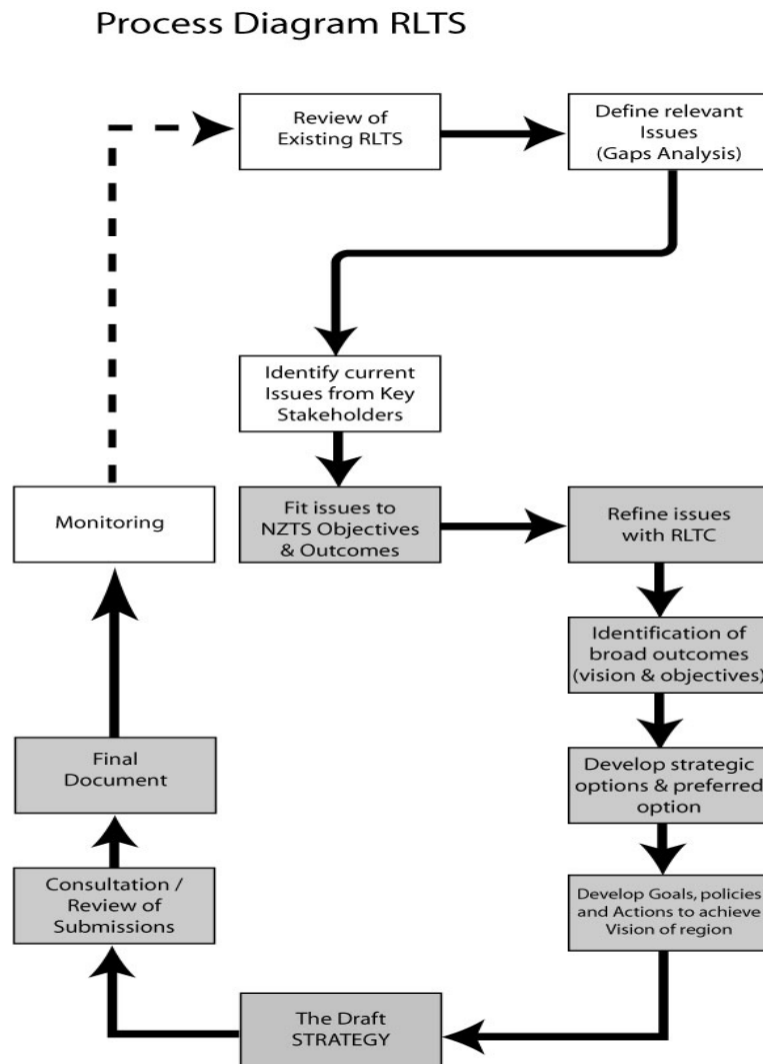 Process Diagram RLTS
Review of
Existing RLTS
Define relevant
Issues
(Gaps Analysis)
Identify current
Issues from Key
Stakeholders
Monitoring
Fit issues to
NZTS Objectives
& Outcomes
Refine issues
with RLTC
Identification of
broad outcomes
(vision & objectives)
Final
Document
Develop strategic
options & preferred
option
Consultation /
Review of
Submissions
Develop Goals, policies
and Actions to achieve
Vision of region
The Draft
STRATEGY